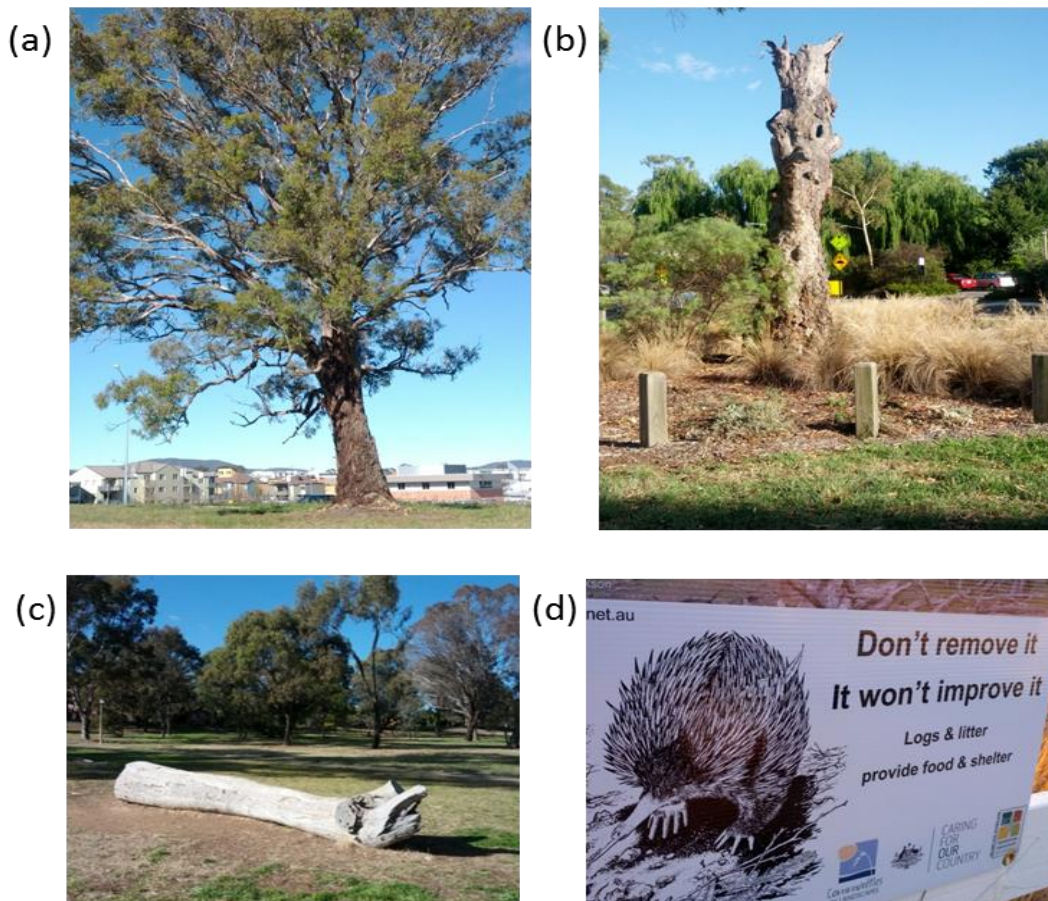 (a)
(b)
(c)
(d)
net.au
Don't remove it
It won't improve it
Logs & litter
provide food & shelter
CARING
FOR
OUR
COUNTRY